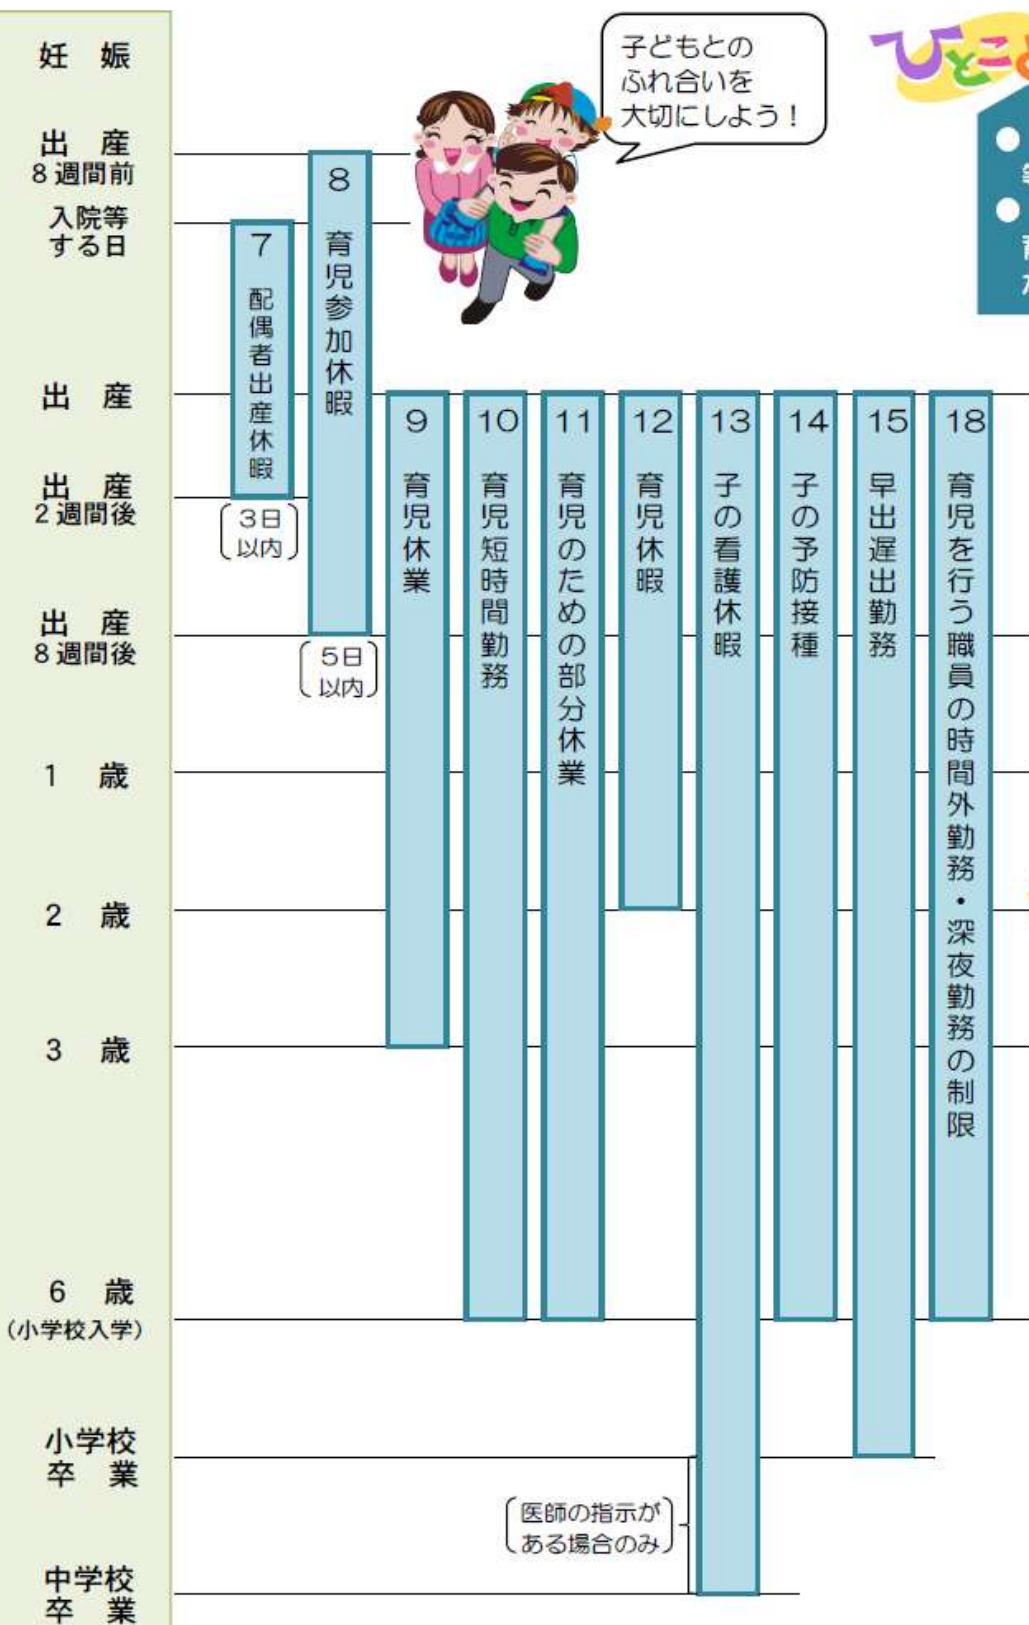 妊 娠
出 産
8週間前
入院等
する日
出 産
出 産
2週間後
出 産
8週間後
1 歳
2 歳
3 歳
6 歳
（小学校入学）
小学校
卒 業
中学校
卒 業
子どもとの
ふれ合いを
大切にしよう！
ひとこと
7 配偶者出産休暇
3日
以内
8 育児参加休暇
5日
以内
9 育児休業
10 育児短時間勤務
11 育児のための部分休業
12 育児休暇
13 子の看護休暇
医師の指示が
ある場合のみ
14 子の予防接種
15 早出遅出勤務
18 育児を行う職員の時間外勤務・深夜勤務の制限